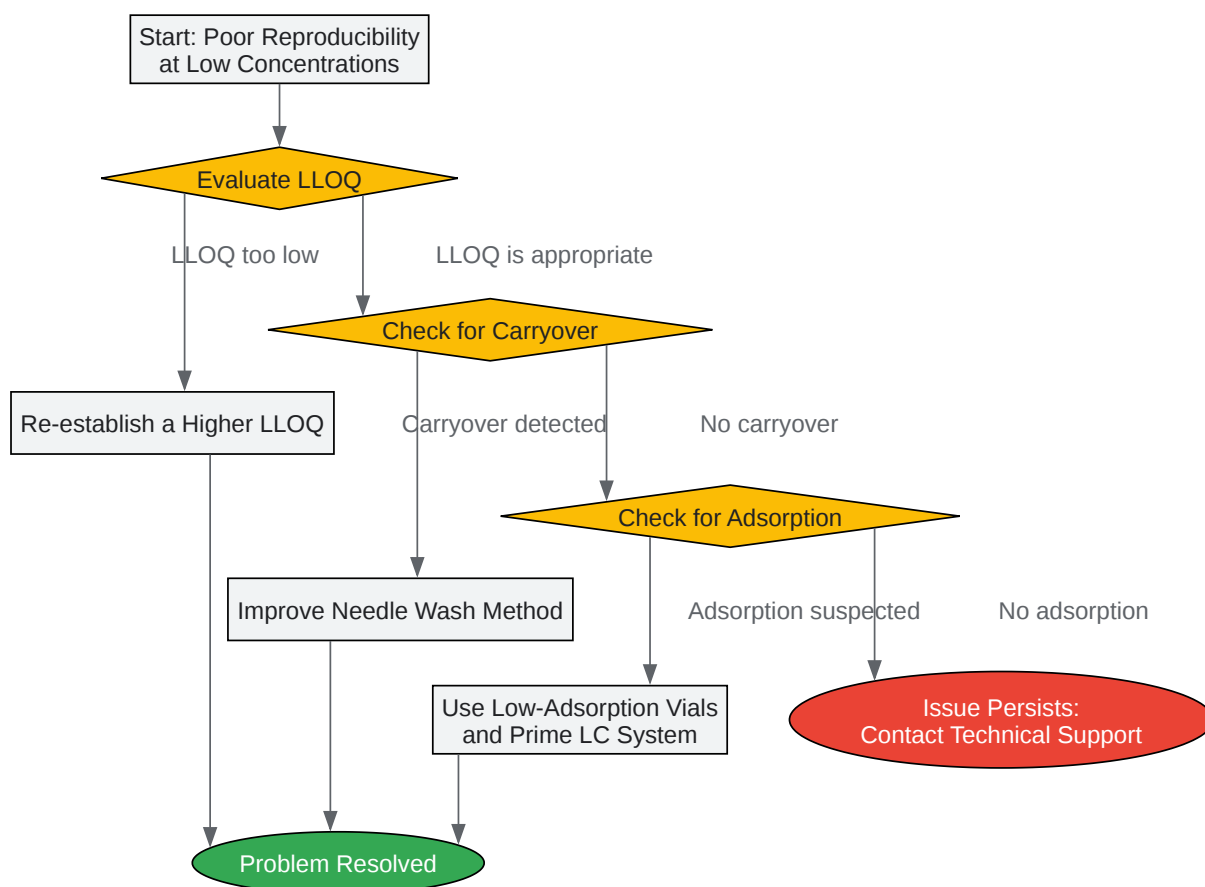 Start: Poor Reproducibility
at Low Concentrations
Evaluate LLOQ
LLOQ too low
LLOQ is appropriate
Check for Carryover
Re-establish a Higher LLOQ
Carryover detected
No carryover
Check for Adsorption
Improve Needle Wash Method
Adsorption suspected
No adsorption
Use Low-Adsorption Vials
and Prime LC System
Issue Persists:
Contact Technical Support
Problem Resolved